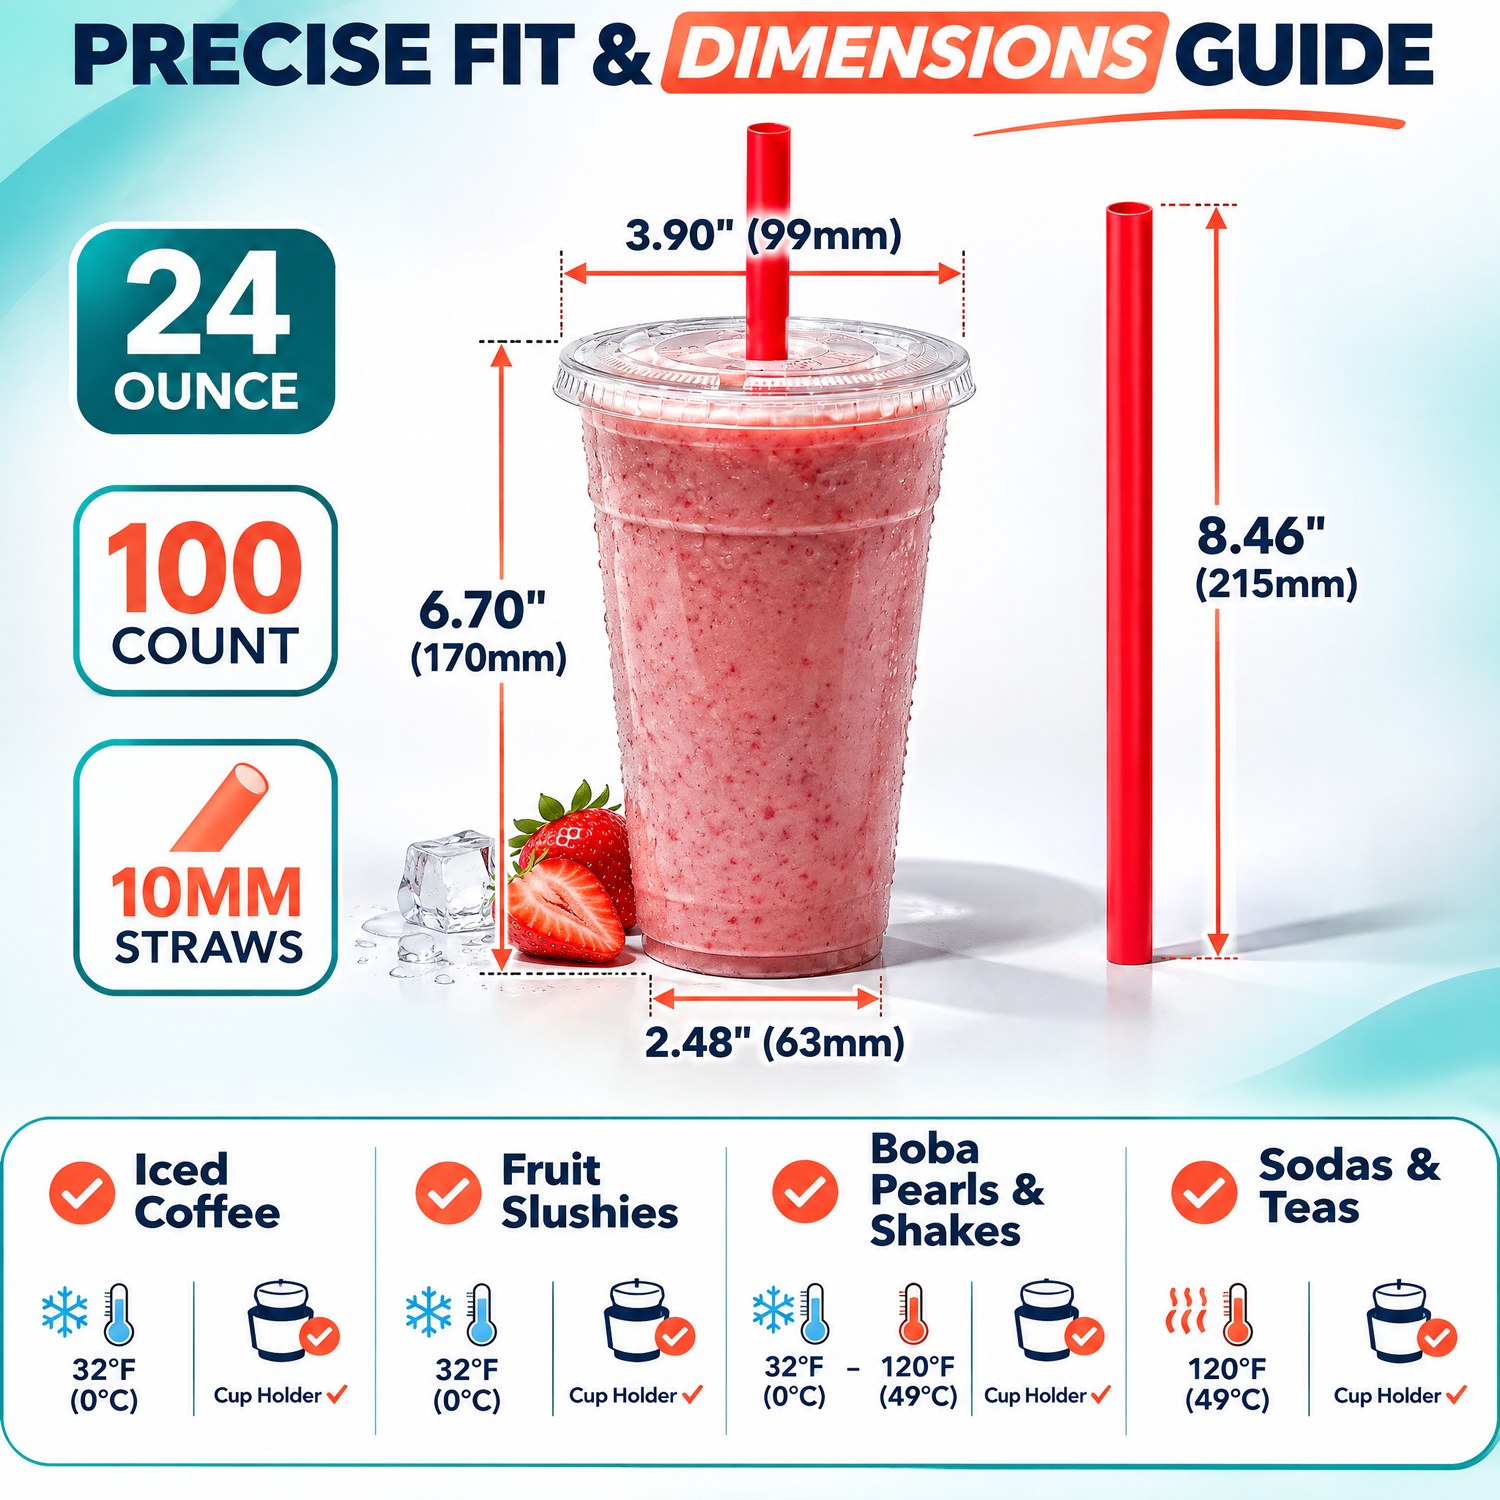 PRECISE FIT & DIMENSIONS GUIDE
24
OUNCE
100
COUNT
10MM
STRAWS
3.90" (99mm)
6.70"
(170mm)
8.46"
(215mm)
2.48" (63mm)
Iced
Coffee
32°F
(0°C)
Cup Holder
Fruit
Slushies
32°F
(0°C)
Cup Holder
Boba
Pearls &
Shakes
32°F – 120°F
(0°C) (49°C)
Cup Holder
Sodas &
Teas
120°F
(49°C)
Cup Holder